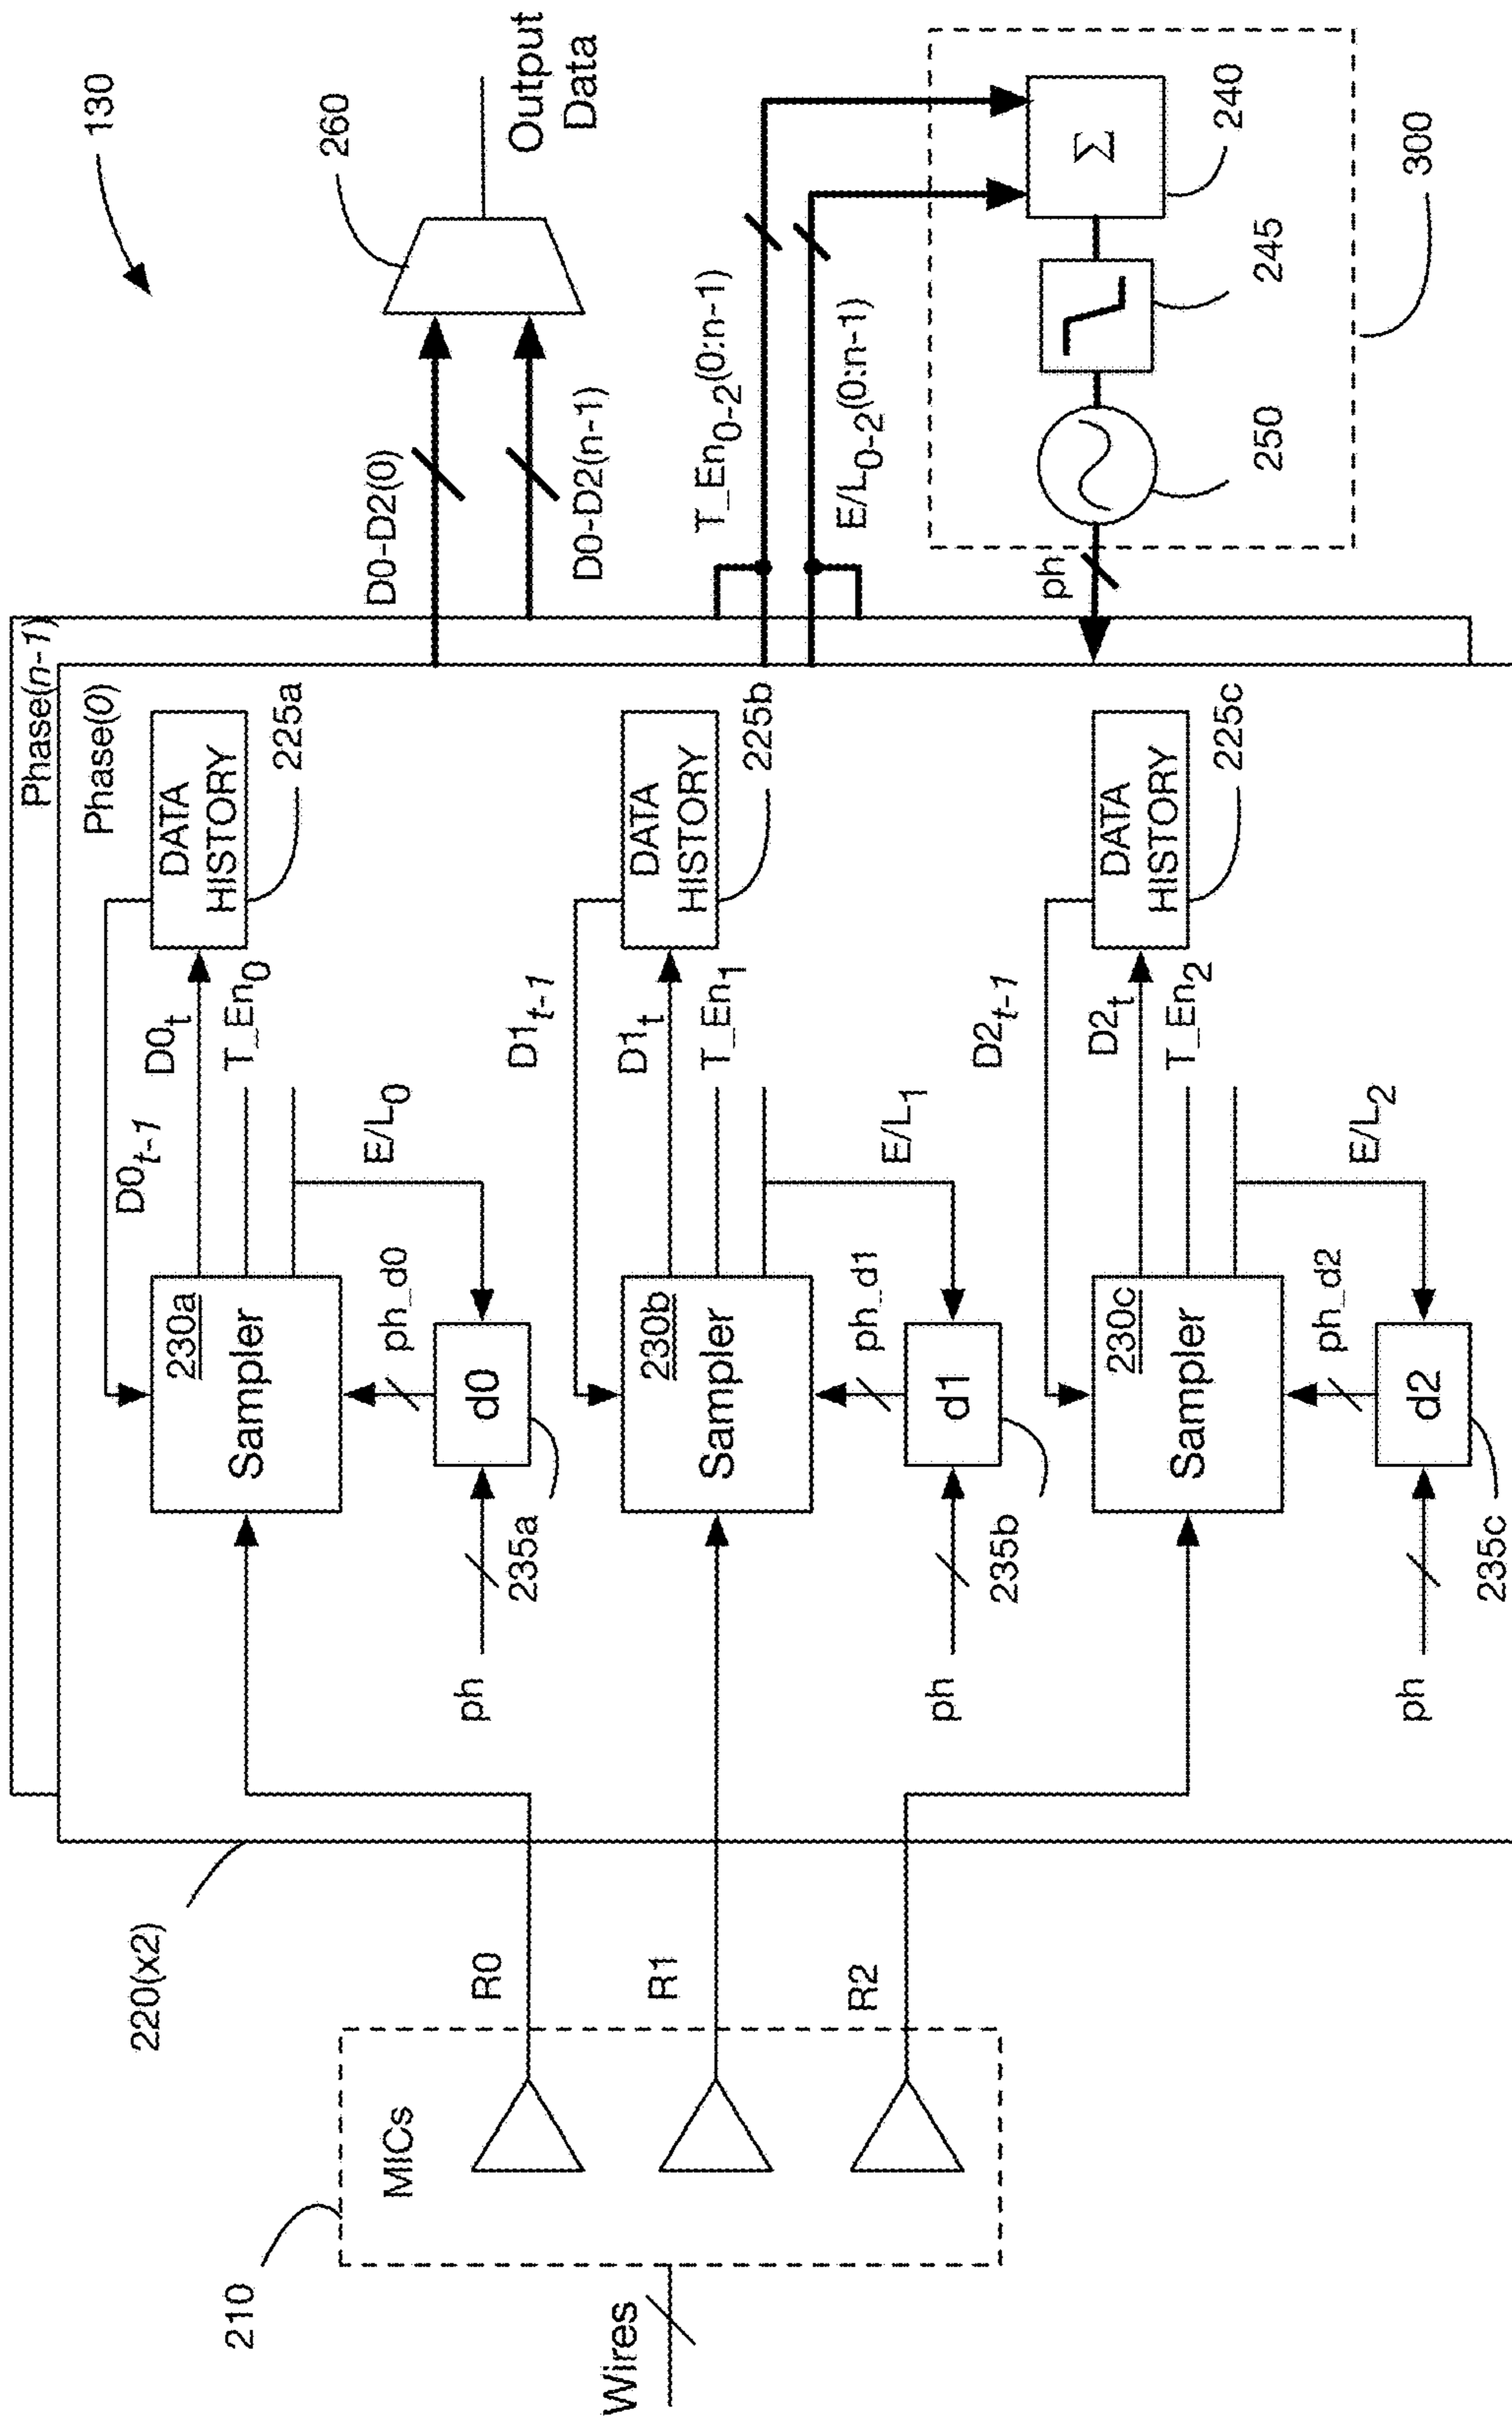 130
Phase(n-1)
Phase(0)
220(x2)
210
Wires
MICs
R0
R1
R2
D0t-1
D0t
T_En0
DATA
HISTORY
225a
230a
Sampler
E/L0
ph_d0
d0
ph
235a
D1t-1
D1t
T_En1
DATA
HISTORY
225b
230b
Sampler
E/L1
ph_d1
d1
ph
235b
D2t-1
D2t
T_En2
DATA
HISTORY
225c
230c
Sampler
E/L2
ph_d2
d2
ph
235c
D0-D2(0)
D0-D2(n-1)
260
Output
Data
T_En0-2(0:n-1)
E/L0-2(0:n-1)
ph
Σ
240
245
250
300